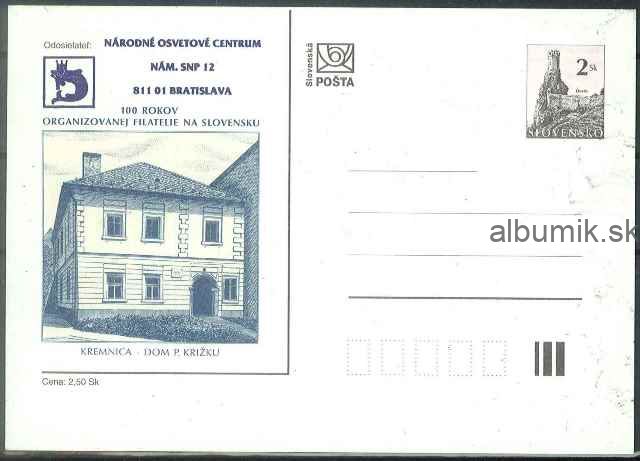 Odosielateľ: NÁRODNÉ OSVETOVÉ CENTRUM
NÁM. SNP 12
811 01 BRATISLAVA
100 ROKOV
ORGANIZOVANEJ FILATELIE NA SLOVENSKU
KREMNICA - DOM P. KRIŽKU
Cena: 2,50 Sk
Slovenská
POŠTA
2 Sk
SLOVENSKO
albumik.sk